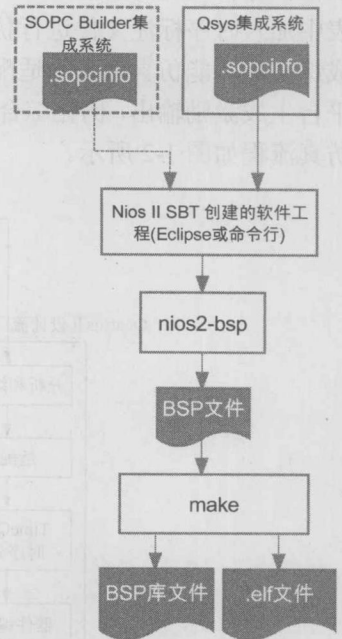 SOPC Builder集
成系统
.sopcinfo
Qsys集成系统
.sopcinfo
Nios II SBT 创建的软件工
程(Eclipse或命令行)
nios2-bsp
BSP文件
make
BSP库文件
.elf文件